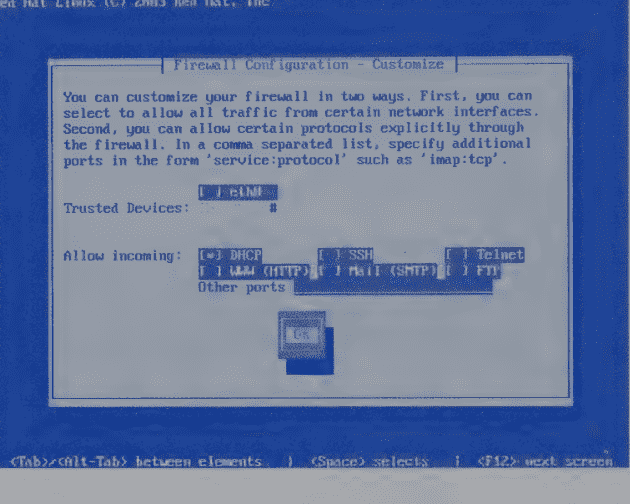 ed Hat Linux (C) 2003 Red Hat, Inc
Firewall Configuration - Customize
You can customize your firewall in two ways. First, you can
select to allow all traffic from certain network interfaces.
Second, you can allow certain protocols explicitly through
the firewall. In a comma separated list, specify additional
ports in the form 'service:protocol' such as 'imap:tcp'.
[ ] eth0
Trusted Devices: #
Allow incoming: [*] DHCP [ ] SSH [ ] Telnet
[ ] WWW (HTTP) [ ] Mail (SMTP) [ ] FTP
Other ports
OK
<Tab>/<Alt-Tab> between elements | <Space> selects | <F12> next screen